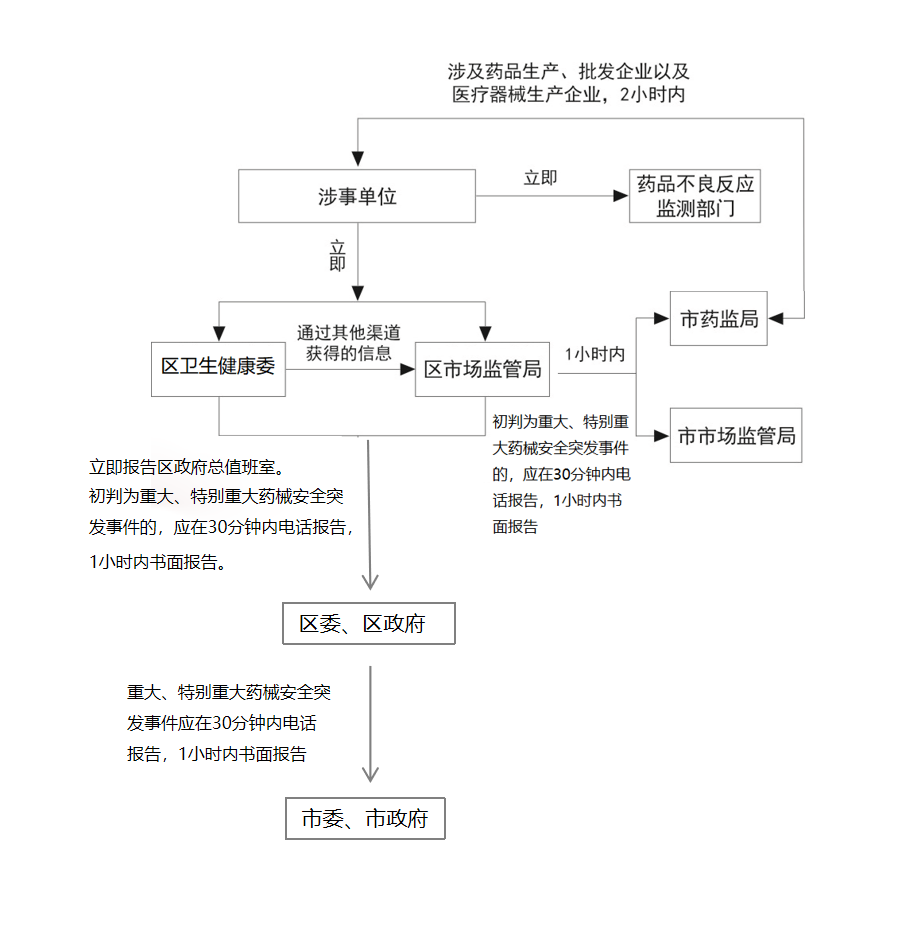 涉及药品生产、批发企业以及
医疗器械生产企业，2小时内
涉事单位
立即
药品不良反应
监测部门
立
即
通过其他渠道
获得的信息
区卫生健康委
区市场监管局
1小时内
市药监局
市市场监管局
初判为重大、特别重
大药械安全突发事件
的，应在30分钟内电
话报告，1小时内书
面报告
立即报告区政府总值班室。
初判为重大、特别重大药械安全突
发事件的，应在30分钟内电话报告，
1小时内书面报告。
区委、区政府
重大、特别重大药械安全突
发事件应在30分钟内电话
报告，1小时内书面报告
市委、市政府